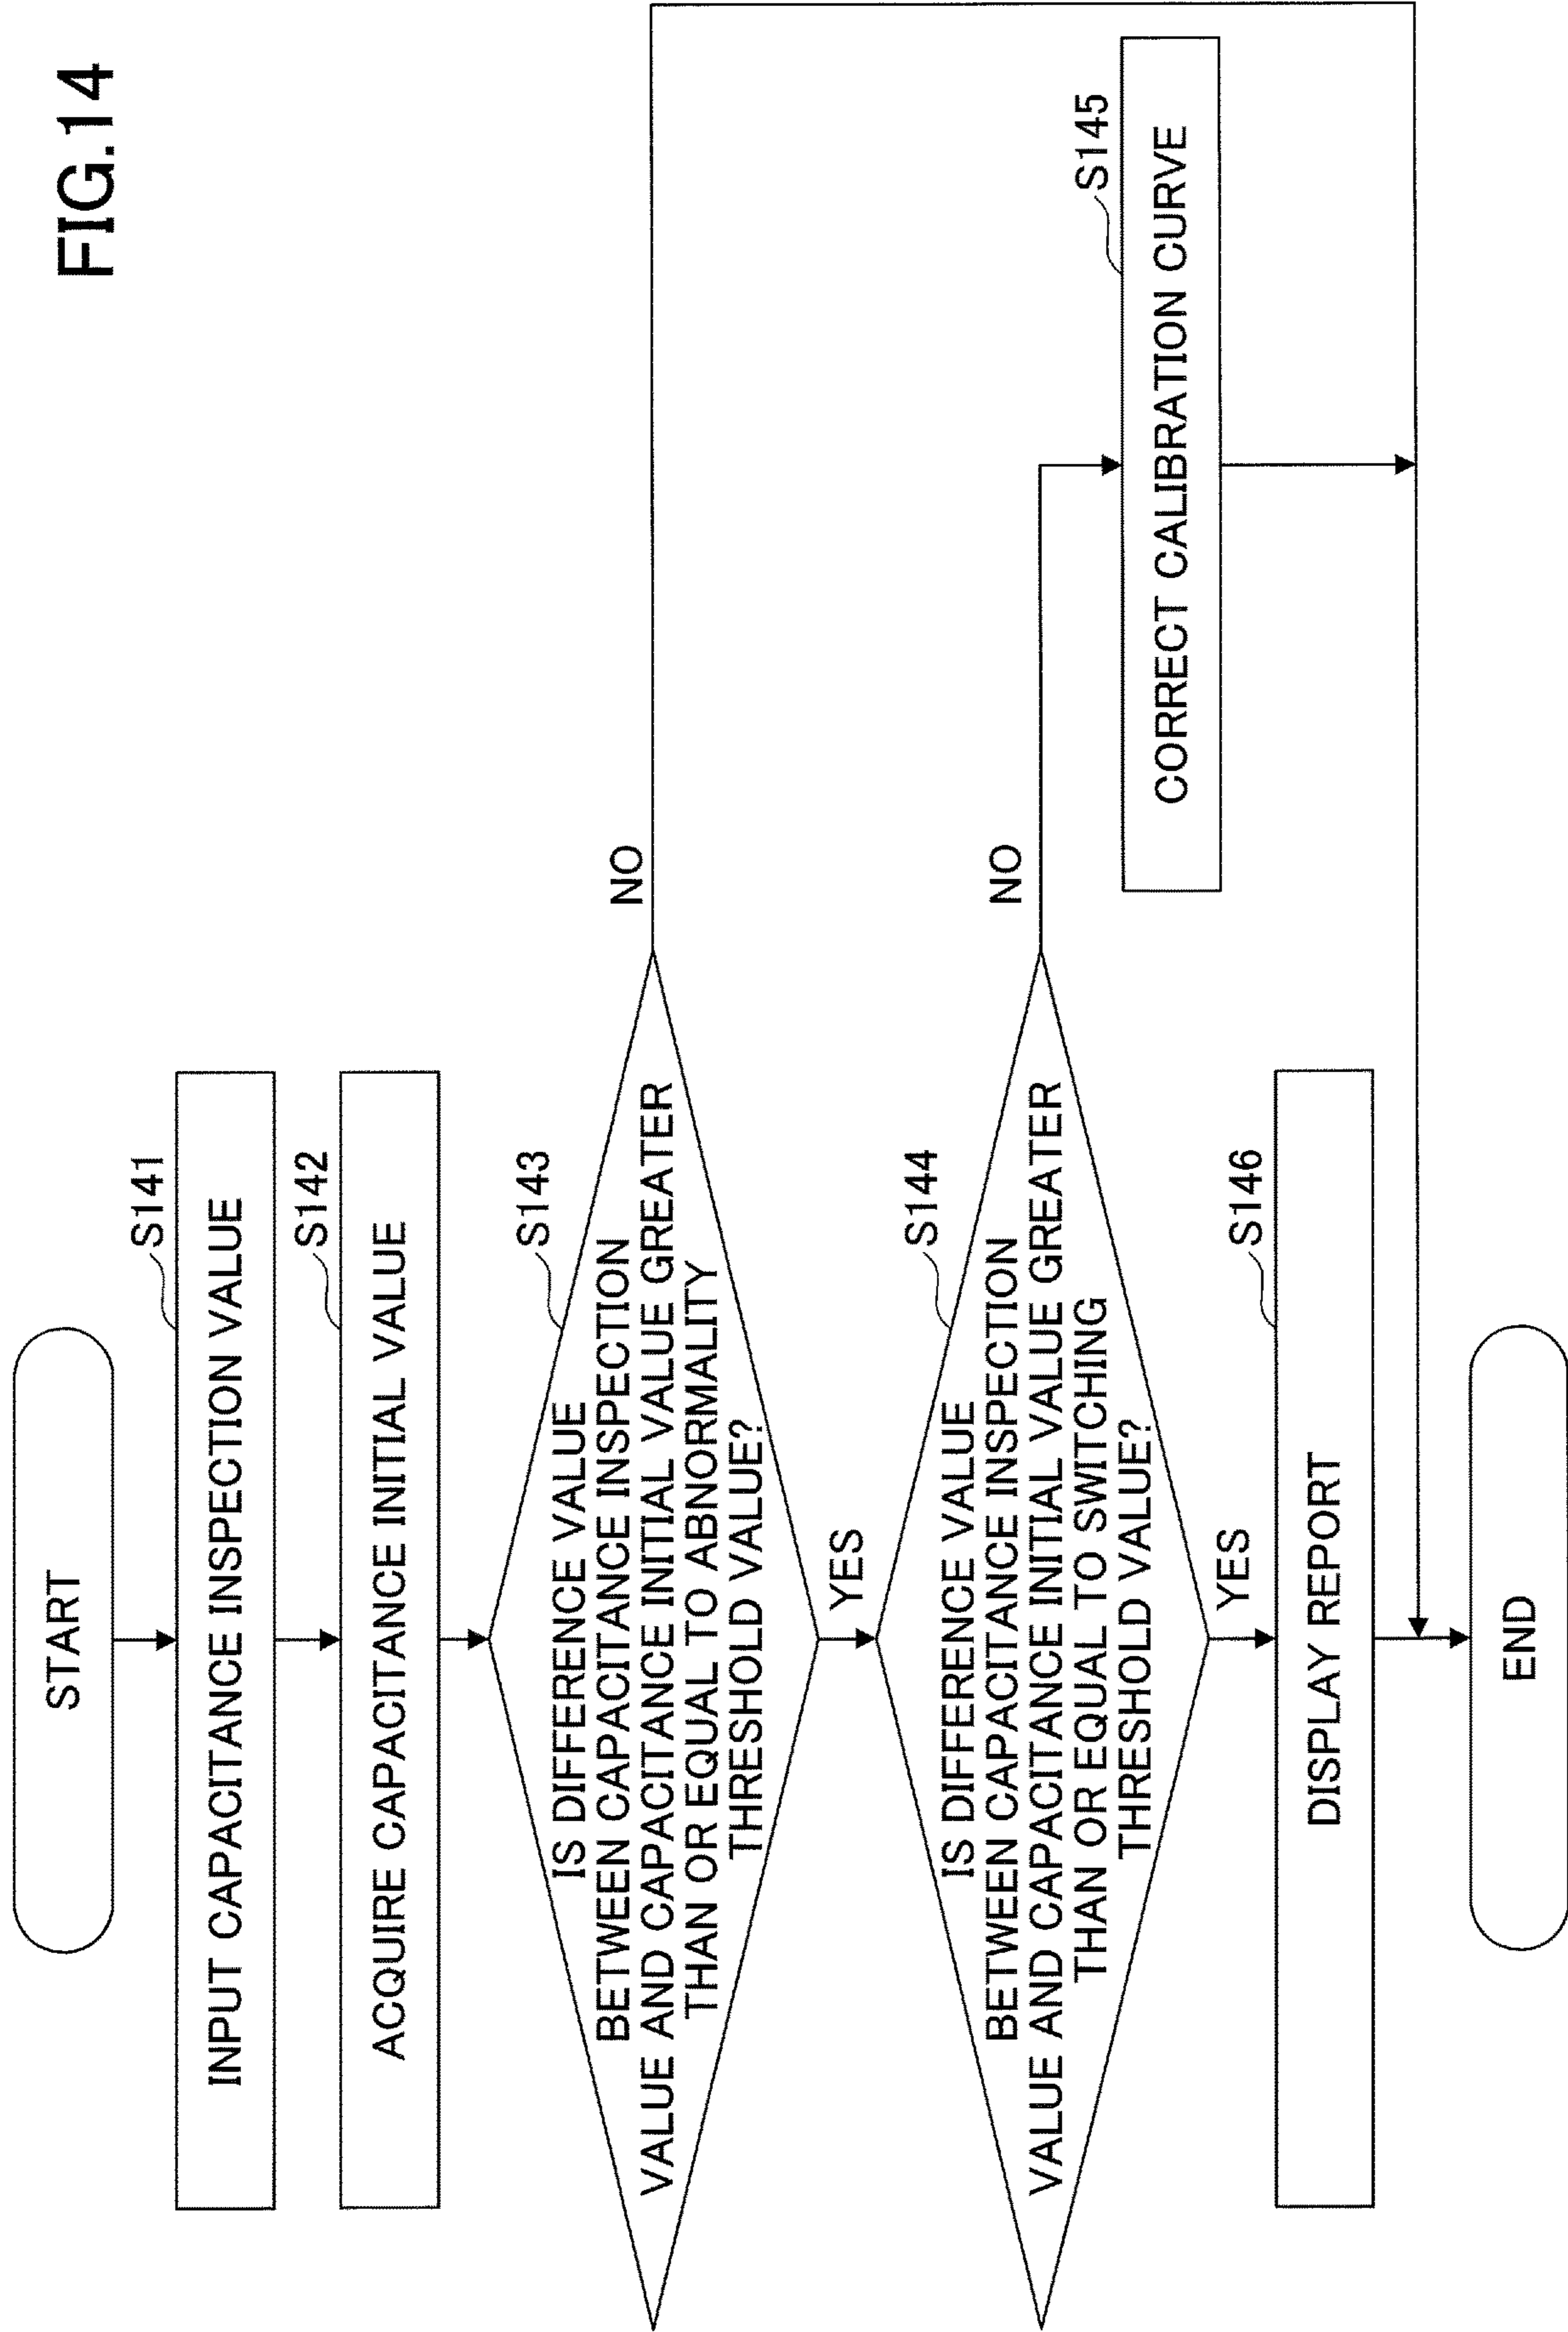 FIG.14
START
S141
INPUT CAPACITANCE INSPECTION VALUE
S142
ACQUIRE CAPACITANCE INITIAL VALUE
S143
IS DIFFERENCE VALUE
BETWEEN CAPACITANCE INSPECTION
VALUE AND CAPACITANCE INITIAL VALUE GREATER
THAN OR EQUAL TO ABNORMALITY
THRESHOLD VALUE?
NO
YES
S144
IS DIFFERENCE VALUE
BETWEEN CAPACITANCE INSPECTION
VALUE AND CAPACITANCE INITIAL VALUE GREATER
THAN OR EQUAL TO SWITCHING
THRESHOLD VALUE?
NO
S145
CORRECT CALIBRATION CURVE
YES
S146
DISPLAY REPORT
END